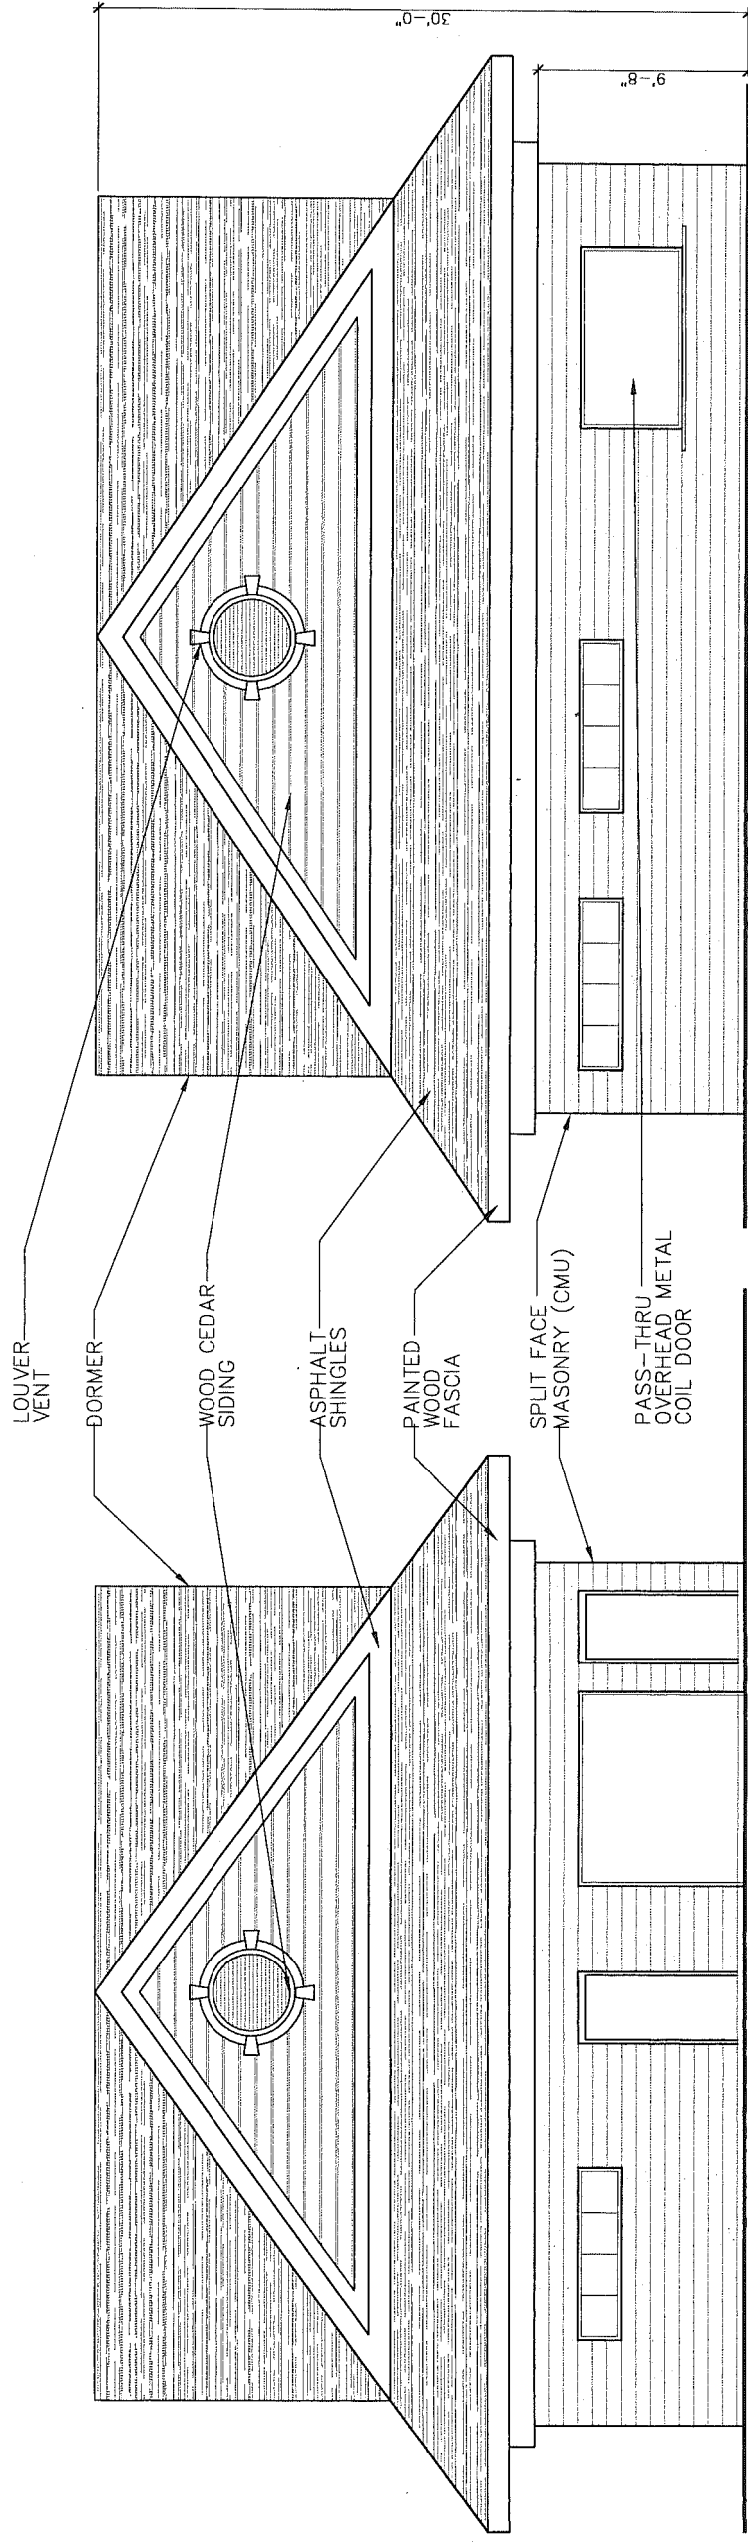 LOUVER
VENT
DORMER
WOOD CEDAR
SIDING
ASPHALT
SHINGLES
PAINTED
WOOD
FASCIA
SPLIT FACE
MASONRY (CMU)
PASS-THRU
OVERHEAD METAL
COIL DOOR
30'-0"
9'-8"